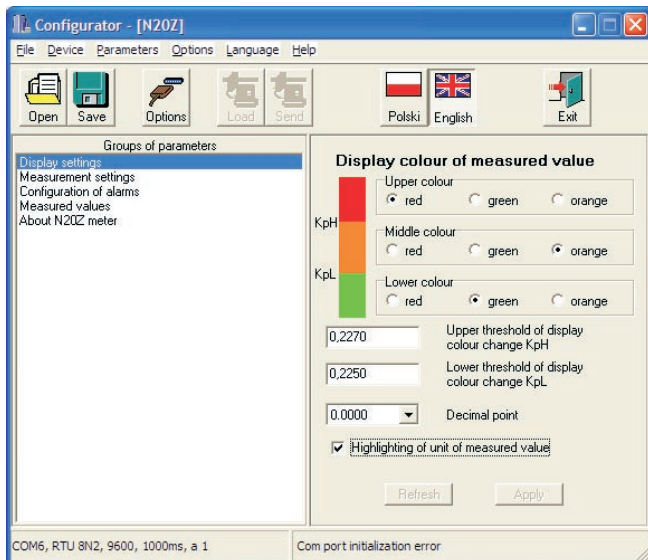 Configurator - [N20Z]
File Device Parameters Options Language Help
Open Save Options Load Send Polski English Exit
Groups of parameters
Display settings
Measurement settings
Configuration of alarms
Measured values
About N20Z meter
Display colour of measured value
Upper colour
red green orange
KpH
Middle colour
red green orange
KpL
Lower colour
red green orange
0,2270 Upper threshold of display
colour change KpH
0,2250 Lower threshold of display
colour change KpL
0.0000 Decimal point
Highlighting of unit of measured value
Refresh Apply
COM6, RTU 8N2, 9600, 1000ms, a 1 Com port initialization error